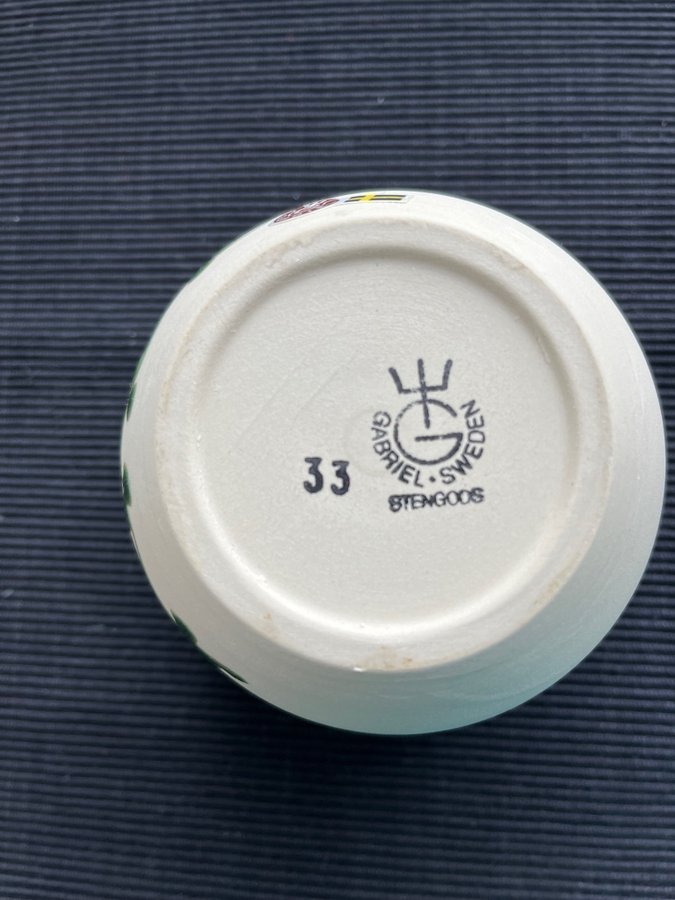 G
GABRIEL · SWEDEN
33
STENGODS